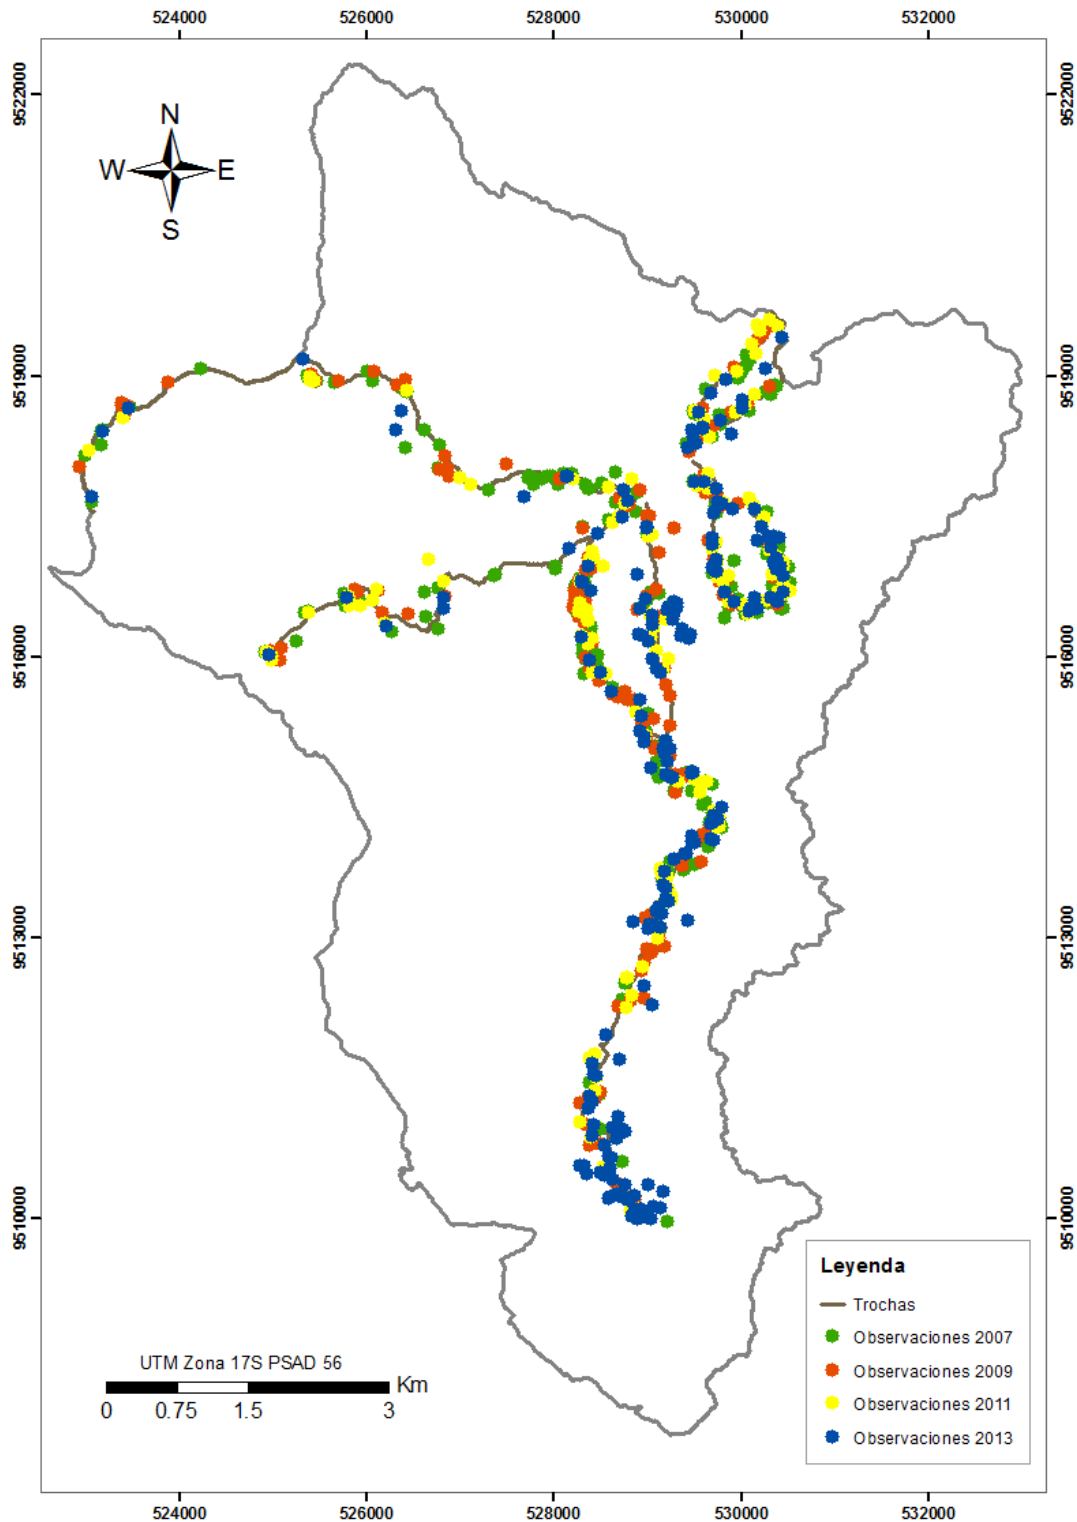 524000 526000 528000 530000 532000
9522000 9522000
N
W E
S
9519000 9519000
9516000 9516000
9513000 9513000
9510000 9510000
Leyenda
Trochas
Observaciones 2007
Observaciones 2009
Observaciones 2011
Observaciones 2013
UTM Zona 17S PSAD 56
Km
0 0.75 1.5 3
524000 526000 528000 530000 532000